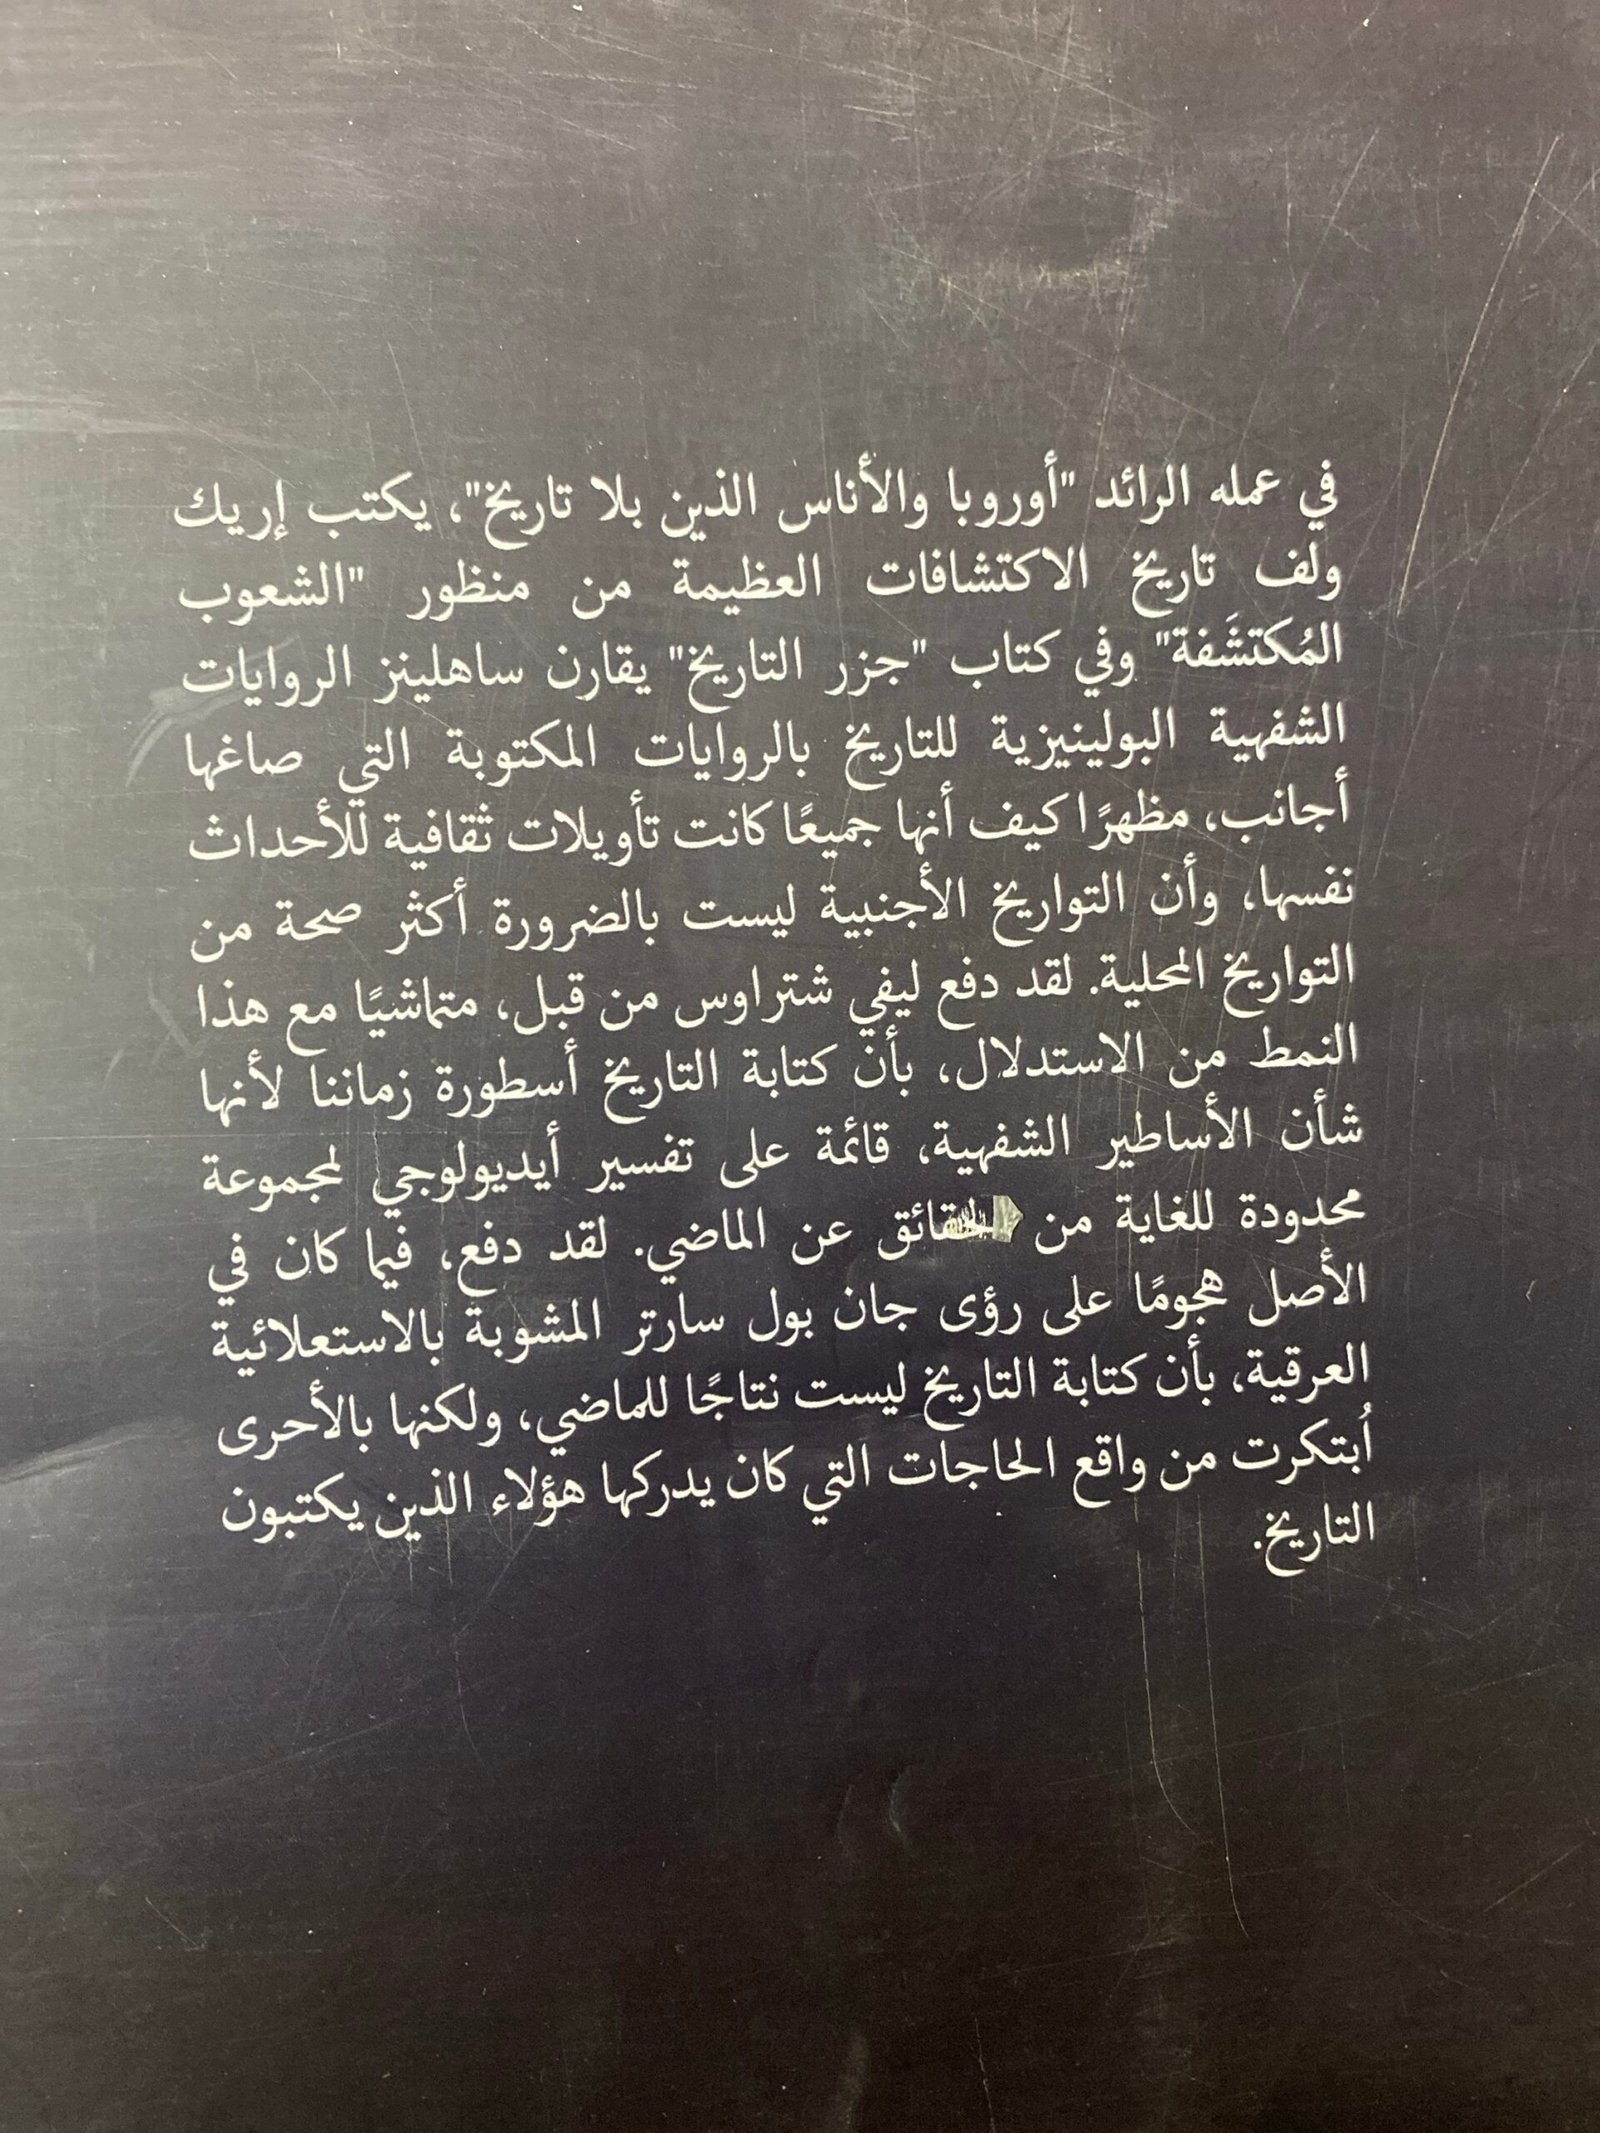 في عمله الرائد "أوروبا والأناس الذين بلا تاريخ"، يكتب إريك
ولف تاريخ الاكتشافات العظيمة من منظور "الشعوب
المُكتشَفة" وفي كتاب "جزر التاريخ" يقارن ساهلينز الروايات
الشفهية البولينيزية للتاريخ بالروايات المكتوبة التي صاغها
أجانب، مظهرًا كيف أنها جميعًا كانت تأويلات ثقافية للأحداث
نفسها، وأن التواريخ الأجنبية ليست بالضرورة أكثر صحة من
التواريخ المحلية. لقد دفع ليفي شتراوس من قبل، متماشيًا مع هذا
النمط من الاستدلال، بأن كتابة التاريخ أسطورة زماننا لأنها
شأن الأساطير الشفهية، قائمة على تفسير أيديولوجي لمجموعة
محدودة للغاية من الحقائق عن الماضي. لقد دفع، فيما كان في
الأصل هجومًا على رؤى جان بول سارتر المشوبة بالاستعلائية
العرقية، بأن كتابة التاريخ ليست نتاجًا للماضي، ولكنها بالأحرى
أُبتكرت من واقع الحاجات التي كان يدركها هؤلاء الذين يكتبون
التاريخ.